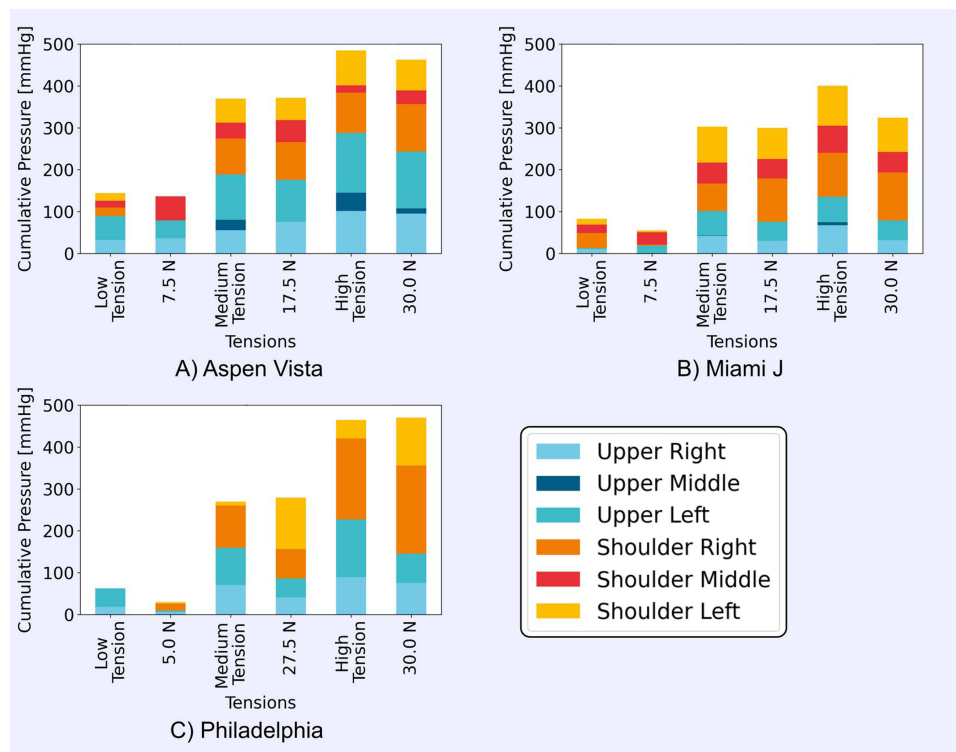 Cumulative Pressure [mmHg]
500
400
300
200
100
0
Low Tension
7.5 N
Medium Tension
17.5 N
High Tension
30.0 N
Tensions
A) Aspen Vista
Cumulative Pressure [mmHg]
500
400
300
200
100
0
Low Tension
7.5 N
Medium Tension
17.5 N
High Tension
30.0 N
Tensions
B) Miami J
Cumulative Pressure [mmHg]
500
400
300
200
100
0
Low Tension
5.0 N
Medium Tension
27.5 N
High Tension
30.0 N
Tensions
C) Philadelphia
Upper Right
Upper Middle
Upper Left
Shoulder Right
Shoulder Middle
Shoulder Left